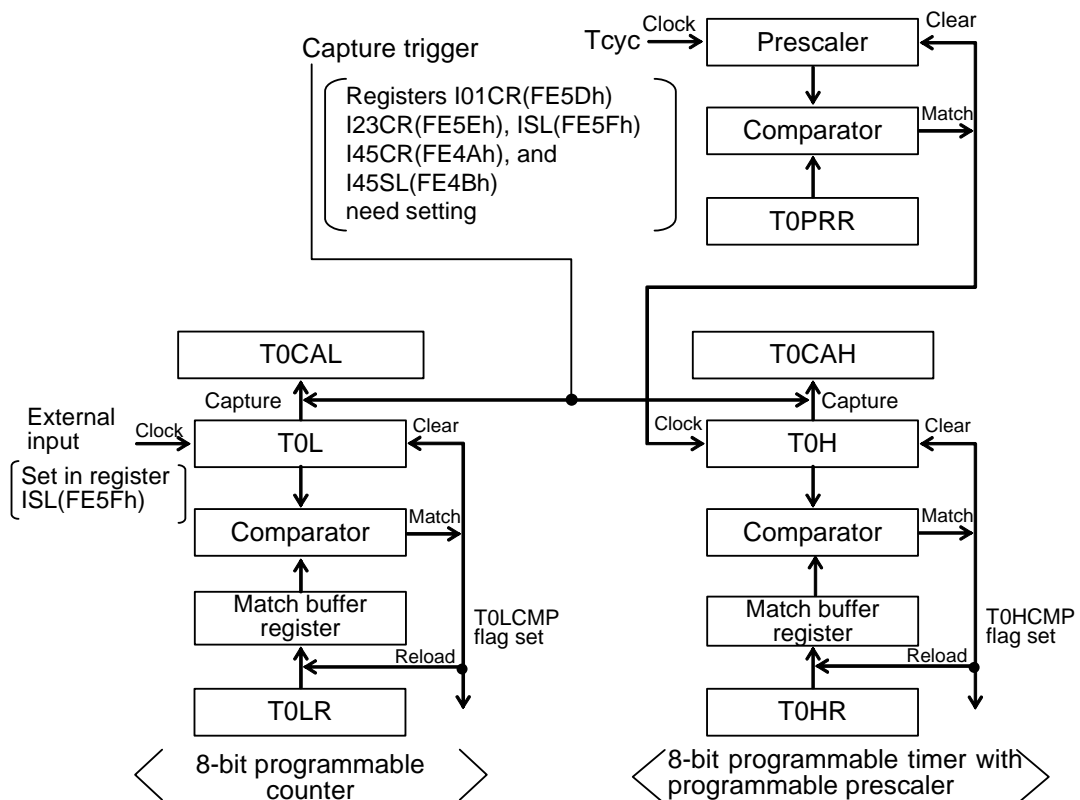 Clock
Clear
Tcyc
Prescaler
Capture trigger
Registers I01CR(FE5Dh)
I23CR(FE5Eh), ISL(FE5Fh)
I45CR(FE4Ah), and
I45SL(FE4Bh)
need setting
Match
Comparator
T0PRR
T0CAL
T0CAH
Capture
Capture
External
input
Clock
T0L
Clear
Clock
T0H
Clear
Set in register
ISL(FE5Fh)
Comparator
Match
Comparator
Match
Match buffer
register
T0LCMP
flag set
Match buffer
register
T0HCMP
flag set
Reload
Reload
T0LR
T0HR
8-bit programmable
counter
8-bit programmable timer with
programmable prescaler